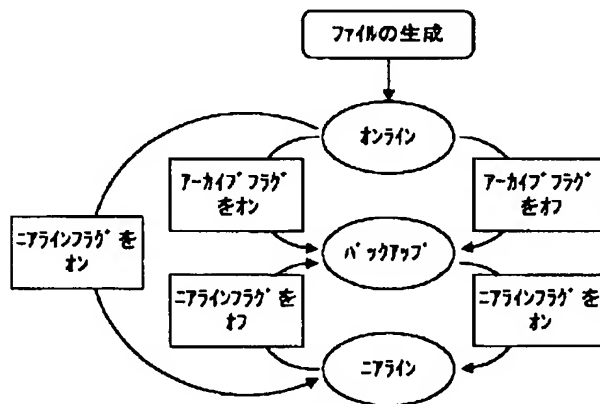 ファイルの生成
オンライン
アーカイブフラグ
をオン
アーカイブフラグ
をオフ
ニアラインフラグを
オン
バックアップ
ニアラインフラグを
オフ
ニアラインフラグを
オン
ニアライン